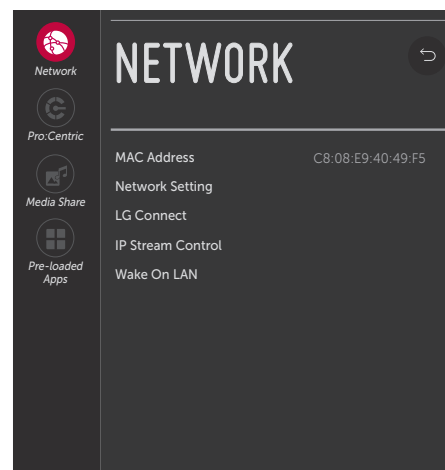 NETWORK
Network
Pro:Centric
Media Share
Pre-loaded
Apps
MAC Address C8:08:E9:40:49:F5
Network Setting
LG Connect
IP Stream Control
Wake On LAN